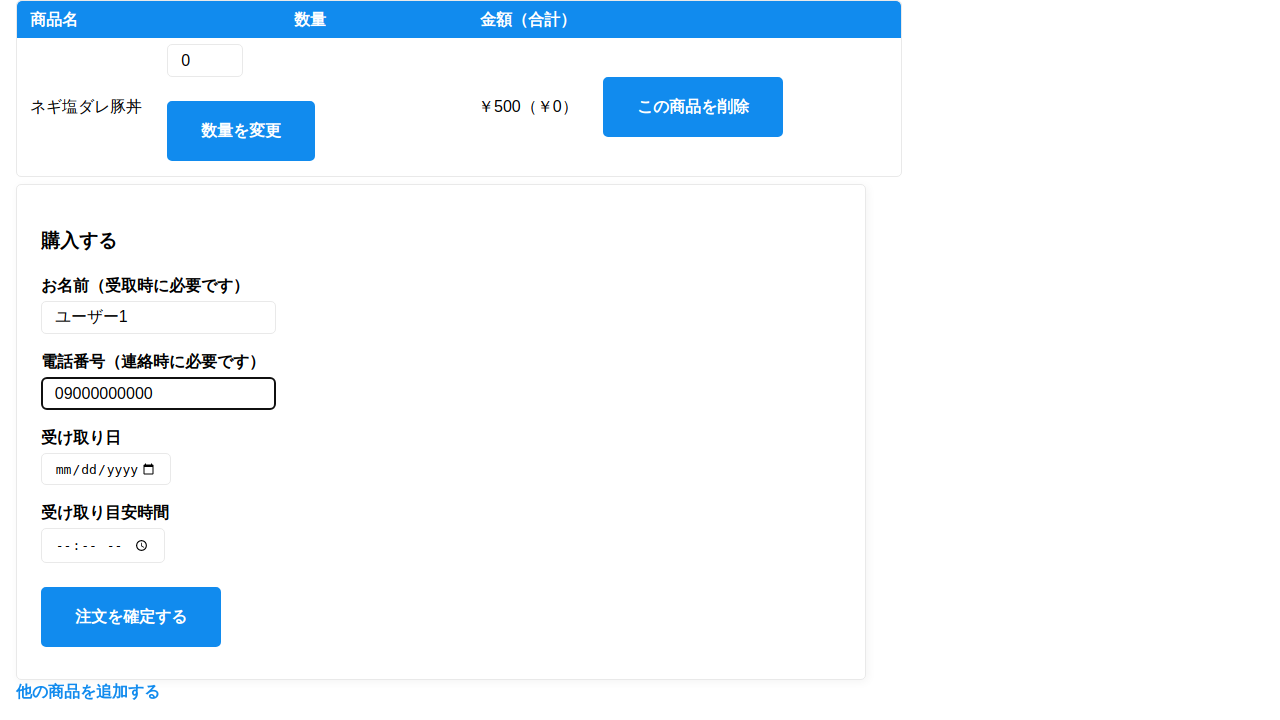 商品名 数量 金額（合計）
0
ネギ塩ダレ豚丼 数量を変更 ￥500（￥0） この商品を削除
購入する
お名前（受取時に必要です）
ユーザー1
電話番号（連絡時に必要です）
09000000000
受け取り日
mm/dd/yyyy
受け取り目安時間
--:-- --
注文を確定する
他の商品を追加する